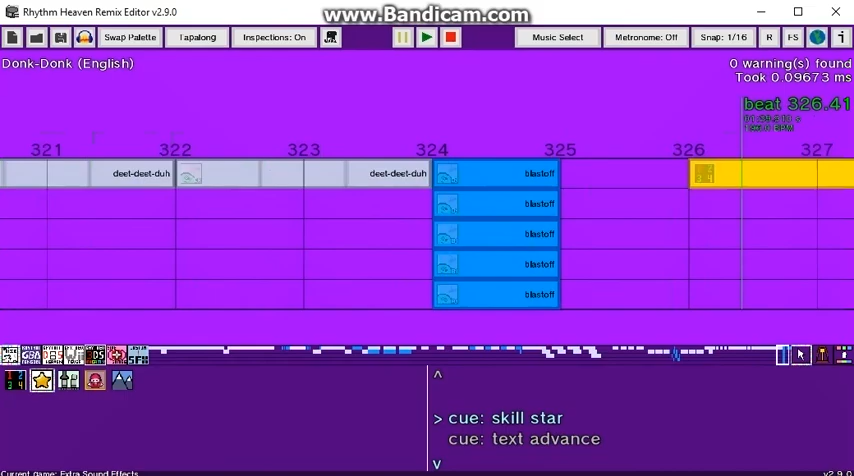 Rhythm Heaven Remix Editor v2.9.0
www.Bandicam.com
Swap Palette
Tapalong
Inspections: On
Music Select
Metronome: Off
Snap: 1/16
R
FS
i
Donk-Donk (English)
0 warning(s) found
Took 0.09673 ms
beat 326.41
321
322
323
324
325
326
327
deet-deet-duh
deet-deet-duh
blastoff
blastoff
blastoff
blastoff
blastoff
> cue: skill star
cue: text advance
Current game: Extra Sound Effects
v2.9.0